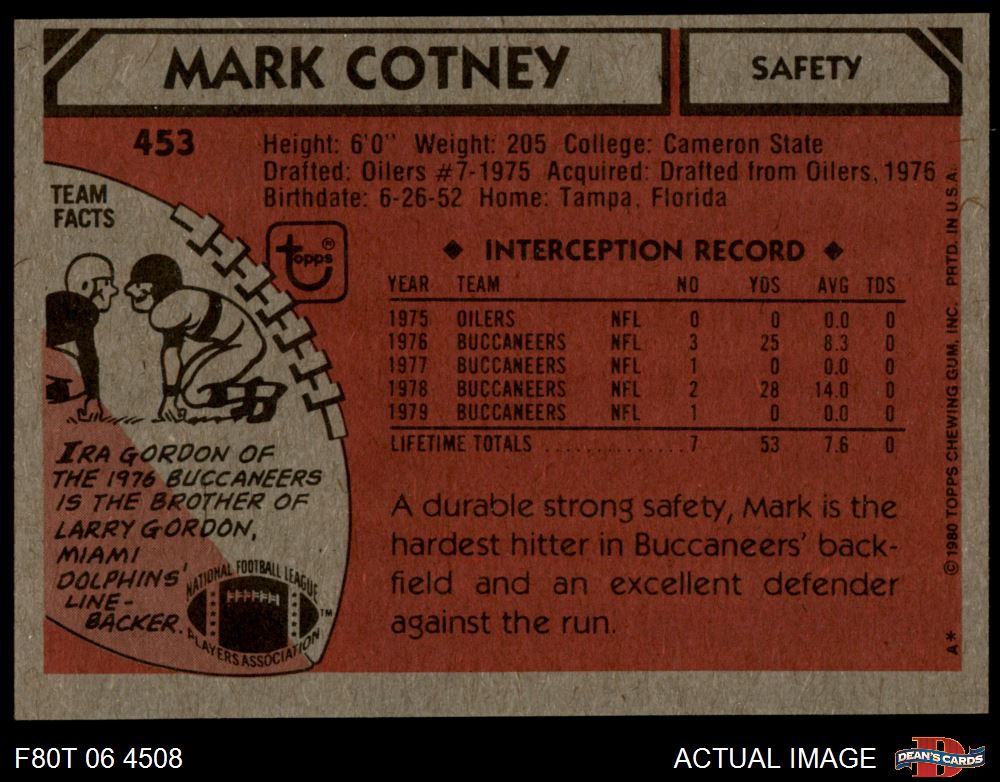 MARK COTNEY
SAFETY
453
Height: 6'0" Weight: 205 College: Cameron State
Drafted: Oilers #7-1975 Acquired: Drafted from Oilers, 1976
Birthdate: 6-26-52 Home: Tampa, Florida
TEAM
FACTS
topps®
◆ INTERCEPTION RECORD ◆
YEAR TEAM NO YDS AVG TDS
1975 OILERS NFL 0 0 0.0 0
1976 BUCCANEERS NFL 3 25 8.3 0
1977 BUCCANEERS NFL 1 0 0.0 0
1978 BUCCANEERS NFL 2 28 14.0 0
1979 BUCCANEERS NFL 1 0 0.0 0
LIFETIME TOTALS .............. 7 53 7.6 0
IRA GORDON OF
THE 1976 BUCCANEERS
IS THE BROTHER OF
LARRY GORDON,
MIAMI
DOLPHINS'
LINE-
BACKER.
NATIONAL FOOTBALL LEAGUE
PLAYERS ASSOCIATION
TM
A durable strong safety, Mark is the
hardest hitter in Buccaneers' back-
field and an excellent defender
against the run.
A* ©1980 TOPPS CHEWING GUM, INC. PRTD. IN U.S.A.
F80T 06 4508
ACTUAL IMAGE
D
DEAN'S CARDS